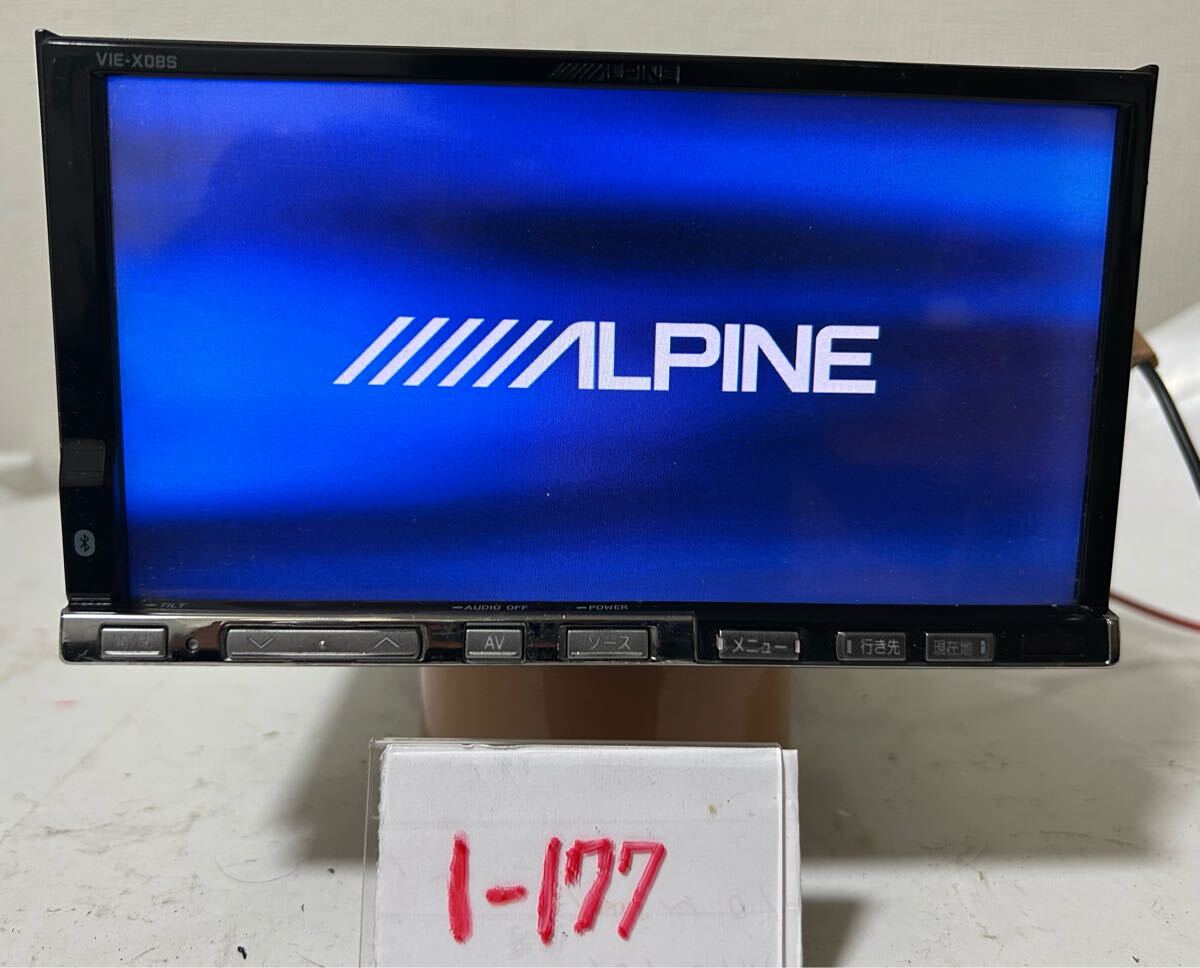 VIE-X08S
ALPINE
ALPINE
TILT
AUDIO OFF
POWER
AV
ソース
メニュー
行き先
現在地
1-177